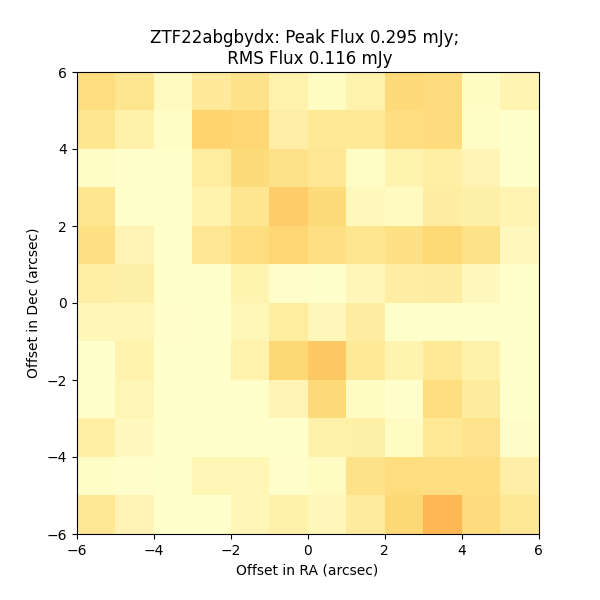 ZTF22abgbydx: Peak Flux 0.295 mJy;
RMS Flux 0.116 mJy
6
4
2
0
−2
−4
−6
Offset in Dec (arcsec)
−6 −4 −2 0 2 4 6
Offset in RA (arcsec)